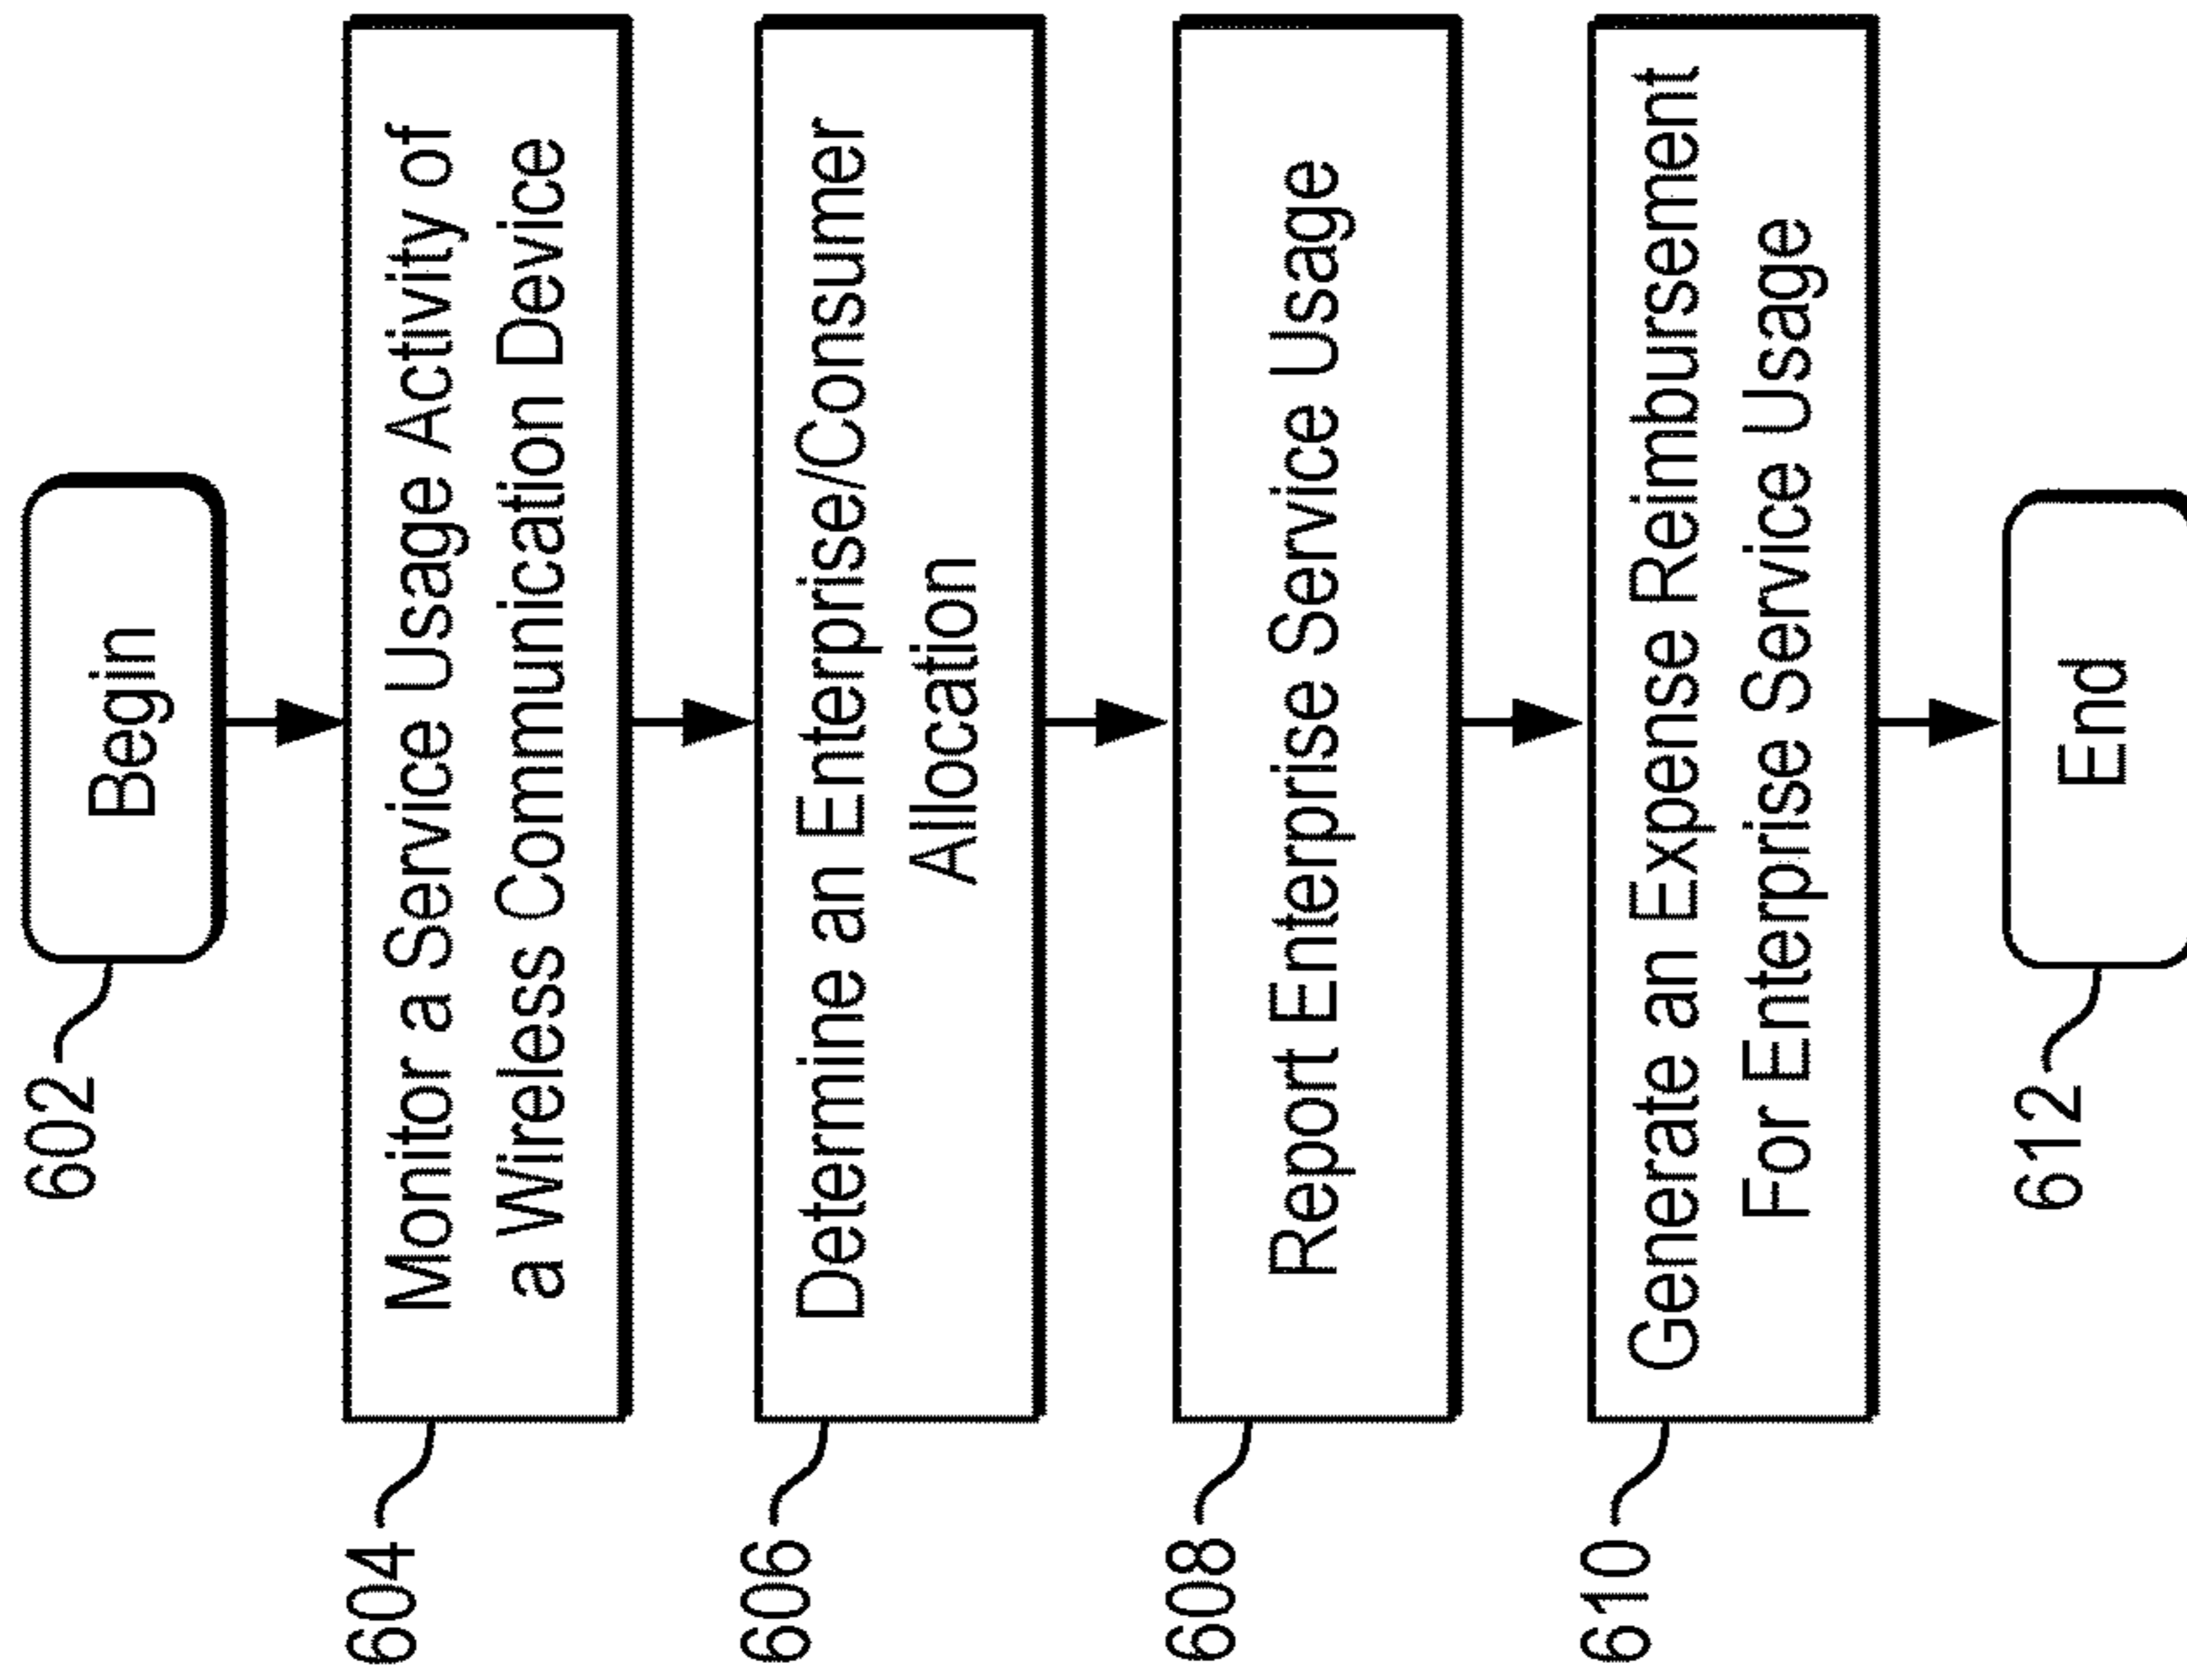 602
Begin
604
Monitor a Service Usage Activity of
a Wireless Communication Device
606
Determine an Enterprise/Consumer
Allocation
608
Report Enterprise Service Usage
610
Generate an Expense Reimbursement
For Enterprise Service Usage
612
End